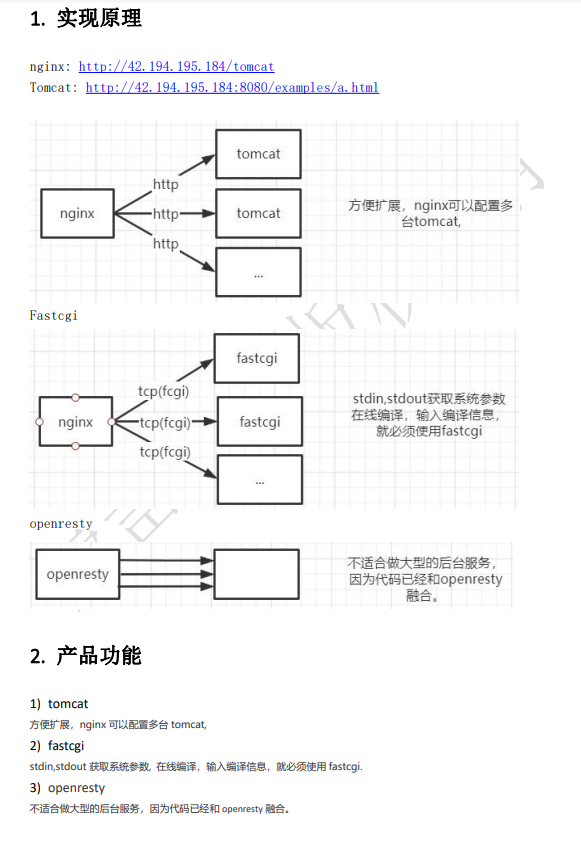 1. 实现原理
nginx: http://42.194.195.184/tomcat
Tomcat: http://42.194.195.184:8080/examples/a.html
tomcat
http
nginx
http
tomcat
方便扩展，nginx可以配置多
台tomcat,
http
...
Fastcgi
fastcgi
tcp(fcgi)
nginx
tcp(fcgi)
fastcgi
stdin,stdout获取系统参数
在线编译，输入编译信息，
就必须使用fastcgi
tcp(fcgi)
...
openresty
openresty
不适合做大型的后台服务，
因为代码已经和openresty
融合。
2. 产品功能
1) tomcat
方便扩展，nginx 可以配置多台 tomcat,
2) fastcgi
stdin,stdout 获取系统参数, 在线编译，输入编译信息，就必须使用 fastcgi.
3) openresty
不适合做大型的后台服务，因为代码已经和 openresty 融合。